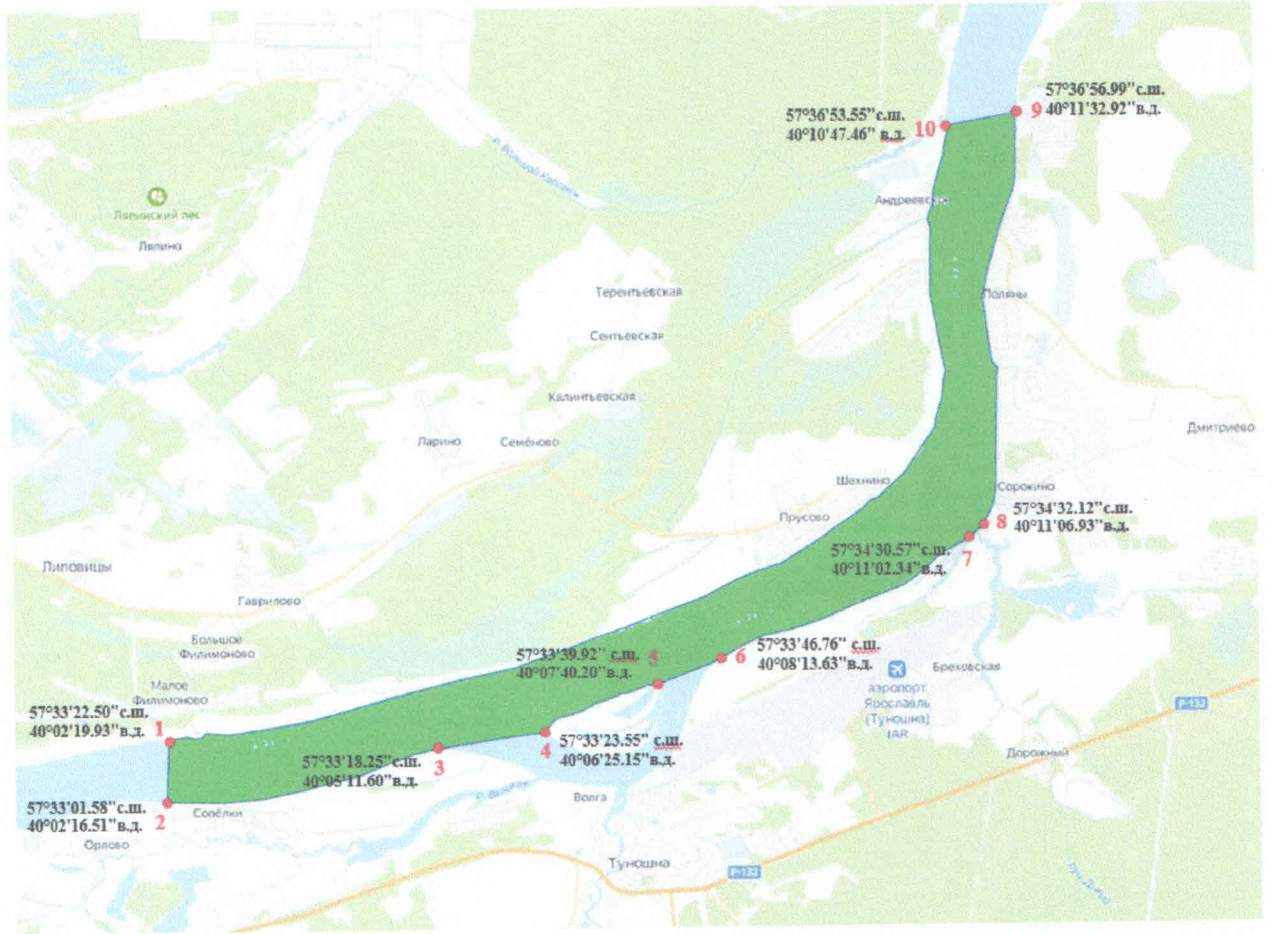 57°36'56.99"с.ш.
40°11'32.92"в.д.
9
57°36'53.55"с.ш.
40°10'47.46" в.д.
10
р. Большой
Ляпинский лес
Ляпино
Андреевская
Терентьевская
Поляны
Сентьевская
Калинтьевская
Ларино
Семёново
Дмитриево
Шехнино
Сорокино
Прусово
57°34'32.12"с.ш.
40°11'06.93"в.д.
8
57°34'30.57"с.ш.
40°11'02.34"в.д.
7
Липовицы
Гаврилово
Большое
Филимоново
57°33'39.92" с.ш.
40°07'40.20"в.д.
5
6
57°33'46.76" с.ш.
40°08'13.63"в.д.
Бреховская
аэропорт
Ярославль
(Туношна)
IAR
Р-132
Малое
Филимоново
57°33'22.50"с.ш.
40°02'19.93"в.д.
1
57°33'18.25"с.ш.
40°05'11.60"в.д.
3
4
57°33'23.55" с.ш.
40°06'25.15"в.д.
Дорожный
57°33'01.58"с.ш.
40°02'16.51"в.д.
2
Сопёлки
р.
Волга
Орлово
Туношна
Р-132
руч.